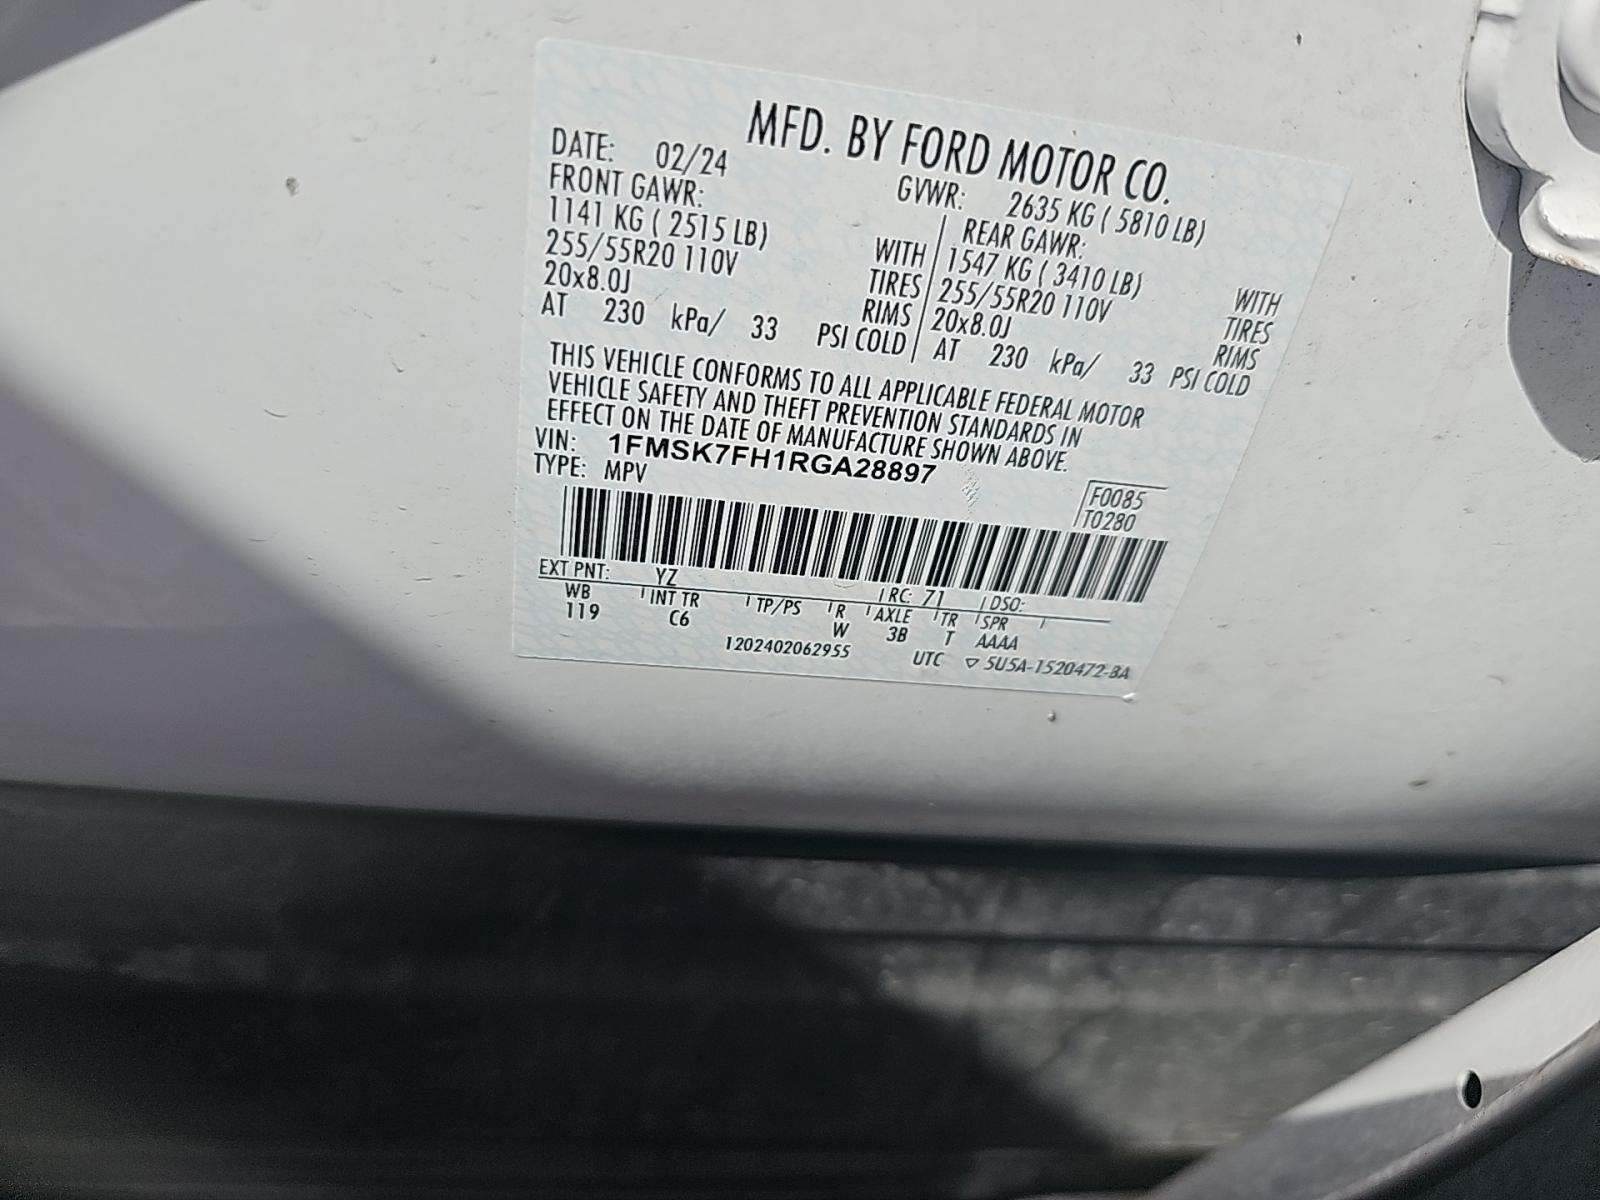 MFD. BY FORD MOTOR CO.
DATE: 02/24 GVWR: 2635 KG ( 5810 LB)
FRONT GAWR: REAR GAWR:
1141 KG ( 2515 LB) WITH 1547 KG ( 3410 LB) WITH
255/55R20 110V TIRES 255/55R20 110V TIRES
20x8.0J RIMS 20x8.0J RIMS
AT 230 kPa/ 33 PSI COLD AT 230 kPa/ 33 PSI COLD
THIS VEHICLE CONFORMS TO ALL APPLICABLE FEDERAL MOTOR
VEHICLE SAFETY AND THEFT PREVENTION STANDARDS IN
EFFECT ON THE DATE OF MANUFACTURE SHOWN ABOVE.
VIN: 1FMSK7FH1RGA28897
TYPE: MPV
F0085
T0280
EXT PNT: YZ RC: 71 DSO:
WB INT TR TP/PS R AXLE TR SPR
119 C6 W 3B T AAAA
1202402062955 UTC ▽ 5U5A-1520472-BA